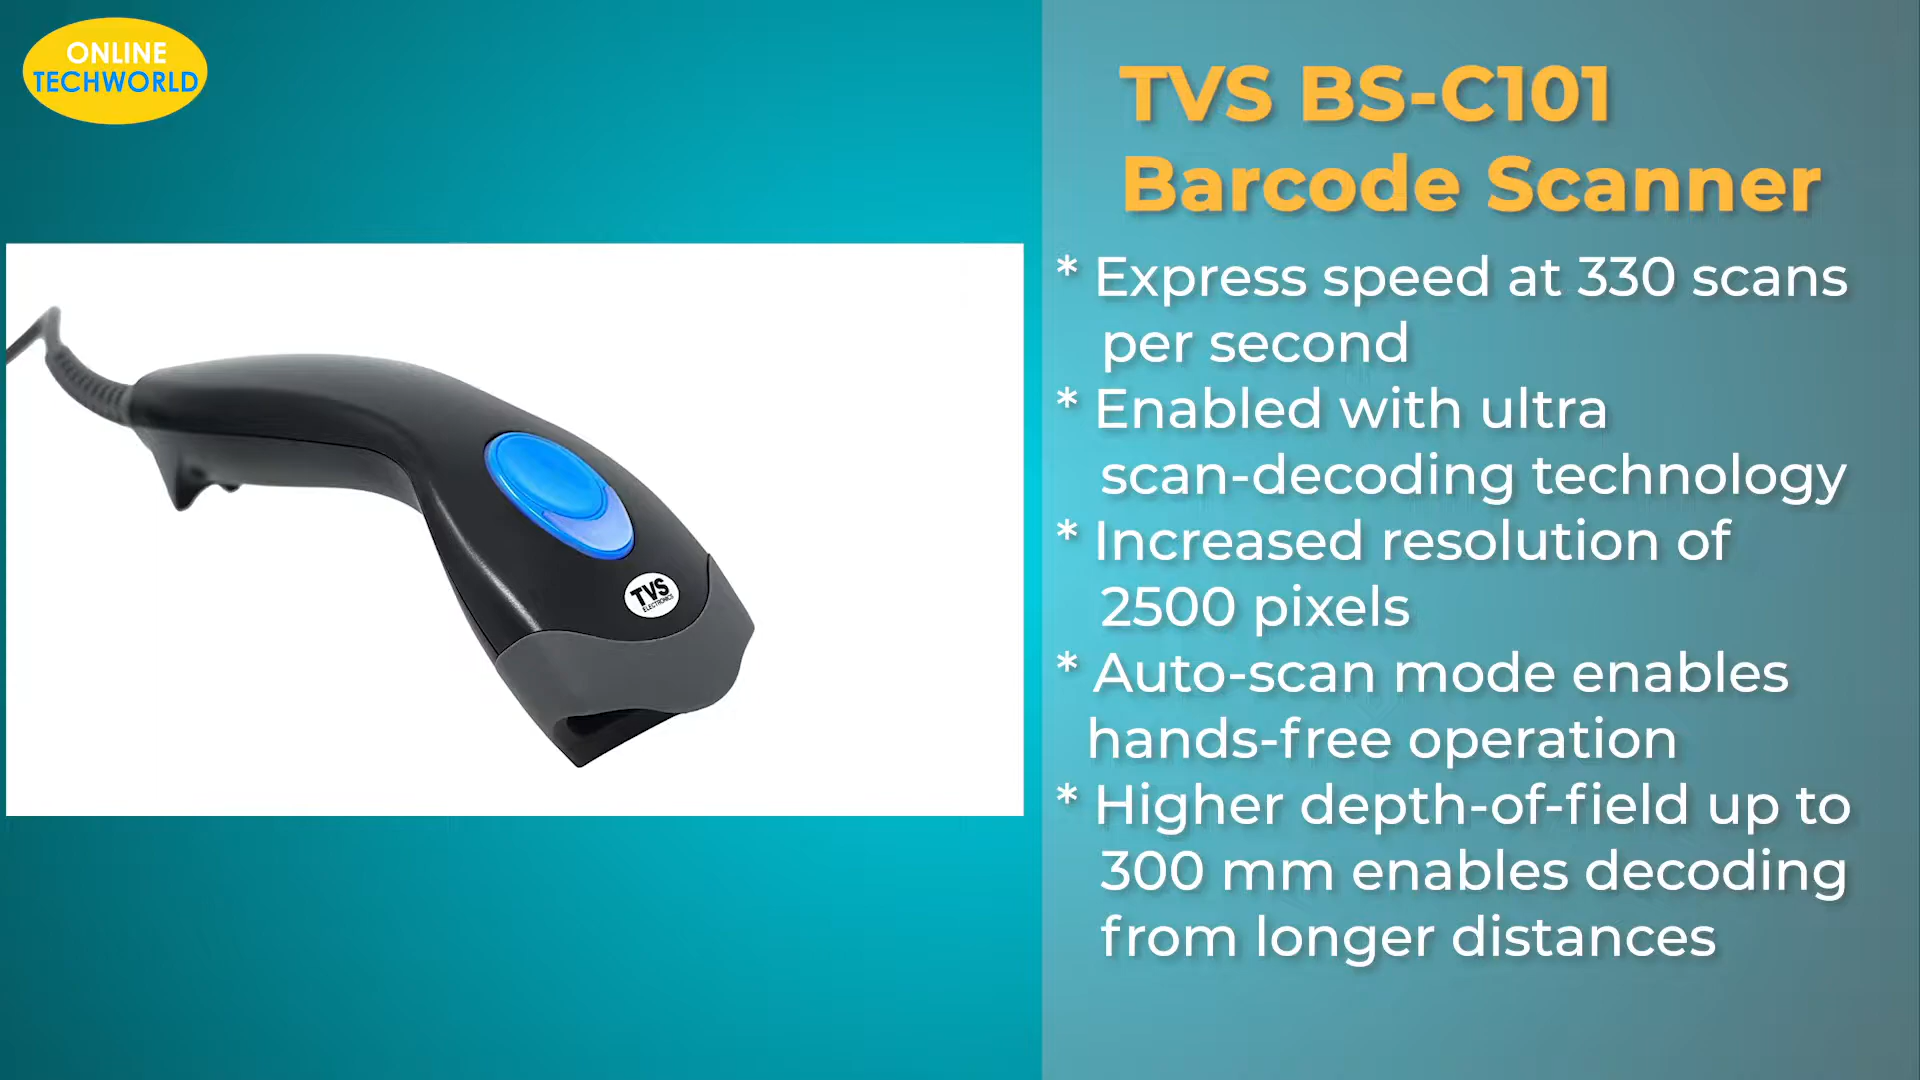 ONLINE
TECHWORLD
TVS BS-C101
Barcode Scanner
* Express speed at 330 scans
per second
* Enabled with ultra
scan-decoding technology
* Increased resolution of
2500 pixels
* Auto-scan mode enables
hands-free operation
* Higher depth-of-field up to
300 mm enables decoding
from longer distances
TVS
ELECTRONICS